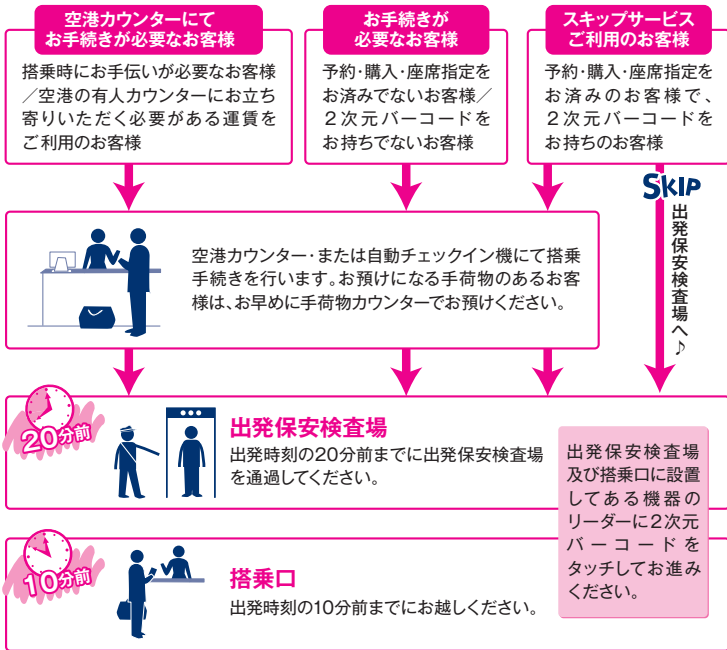 空港カウンターにて
お手続きが必要なお客様
搭乗時にお手伝いが必要なお客様
／空港の有人カウンターにお立ち
寄りいただく必要がある運賃を
ご利用のお客様
お手続きが
必要なお客様
予約・購入・座席指定を
お済みでないお客様／
２次元バーコードを
お持ちでないお客様
スキップサービス
ご利用のお客様
予約・購入・座席指定を
お済みのお客様で、
２次元バーコードを
お持ちのお客様
SKIP
出発保安検査場へ♪
空港カウンター・または自動チェックイン機にて搭乗
手続きを行います。お預けになる手荷物のあるお客
様は、お早めに手荷物カウンターでお預けください。
20分前
出発保安検査場
出発時刻の20分前までに出発保安検査場
を通過してください。
出発保安検査場
及び搭乗口に設置
してある機器の
リーダーに２次元
バーコードを
タッチしてお進み
ください。
10分前
搭乗口
出発時刻の10分前までにお越しください。